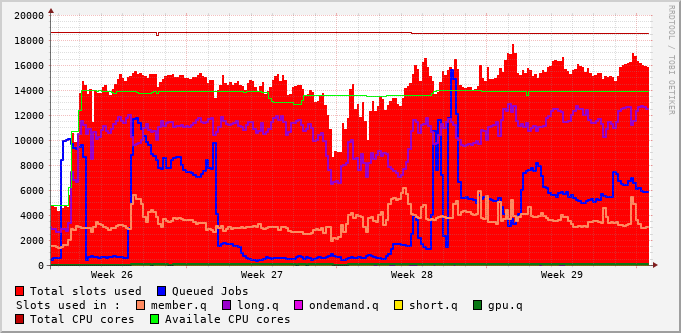 20000
18000
16000
14000
12000
10000
8000
6000
4000
2000
0
Week 26 Week 27 Week 28 Week 29
Total slots used Queued Jobs
Slots used in : member.q long.q ondemand.q short.q gpu.q
Total CPU cores Availale CPU cores
RRDTOOL / TOBI OETIKER